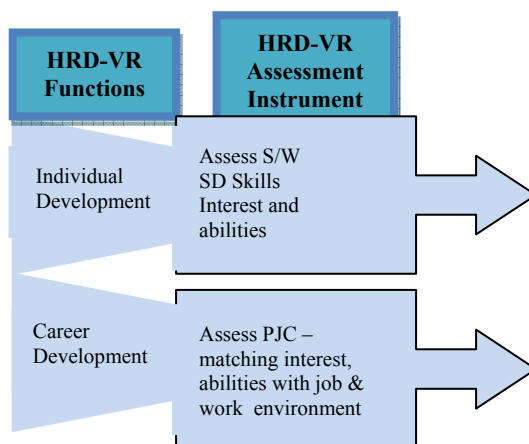 HRD-VR
Functions
HRD-VR
Assessment
Instrument
Individual
Development
Assess S/W
SD Skills
Interest and
abilities
Career
Development
Assess PJC –
matching interest,
abilities with job &
work environment